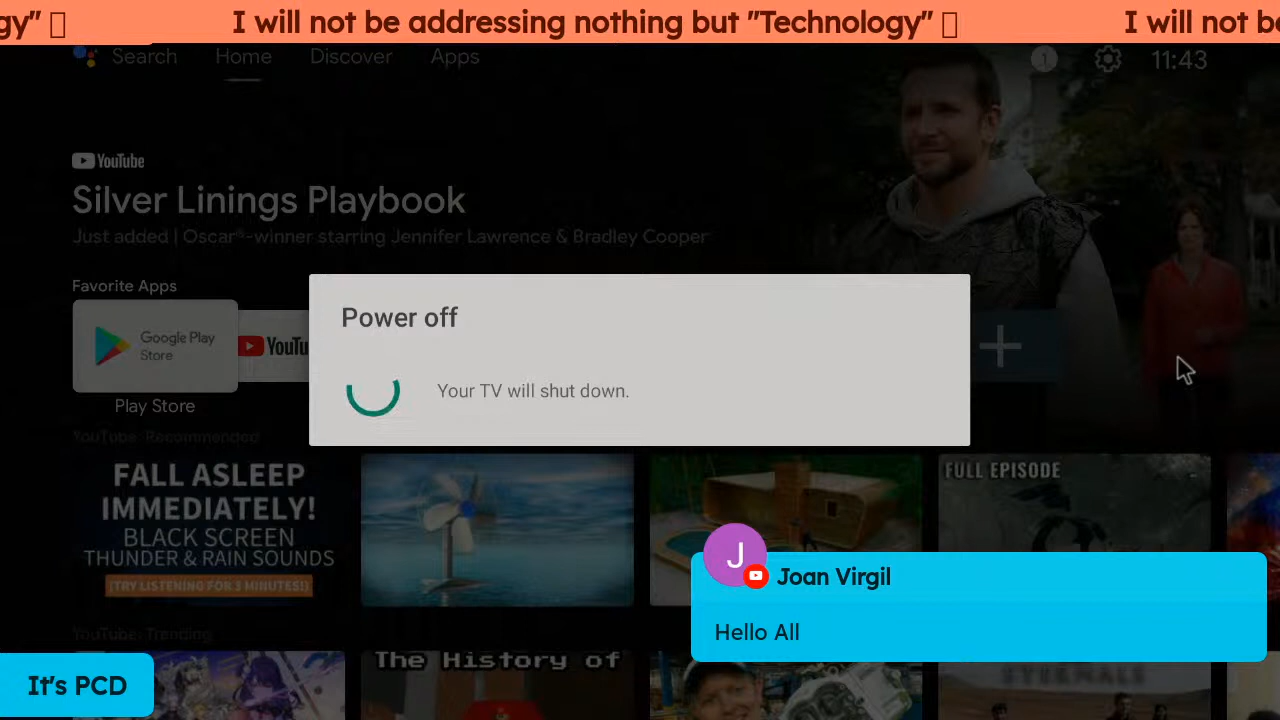 gy" I will not be addressing nothing but "Technology" I will not be
Search Home Discover Apps 1 11:43
YouTube
Silver Linings Playbook
Just added | Oscar®-winner starring Jennifer Lawrence & Bradley Cooper
Favorite Apps
Google Play
Store
YouTu
Play Store
Power off
Your TV will shut down.
YouTube: Recommended
FALL ASLEEP
IMMEDIATELY!
BLACK SCREEN
THUNDER & RAIN SOUNDS
(TRY LISTENING FOR 3 MINUTES!)
FULL EPISODE
J
Joan Virgil
Hello All
YouTube: Trending
The History of
ETERNALS
It's PCD